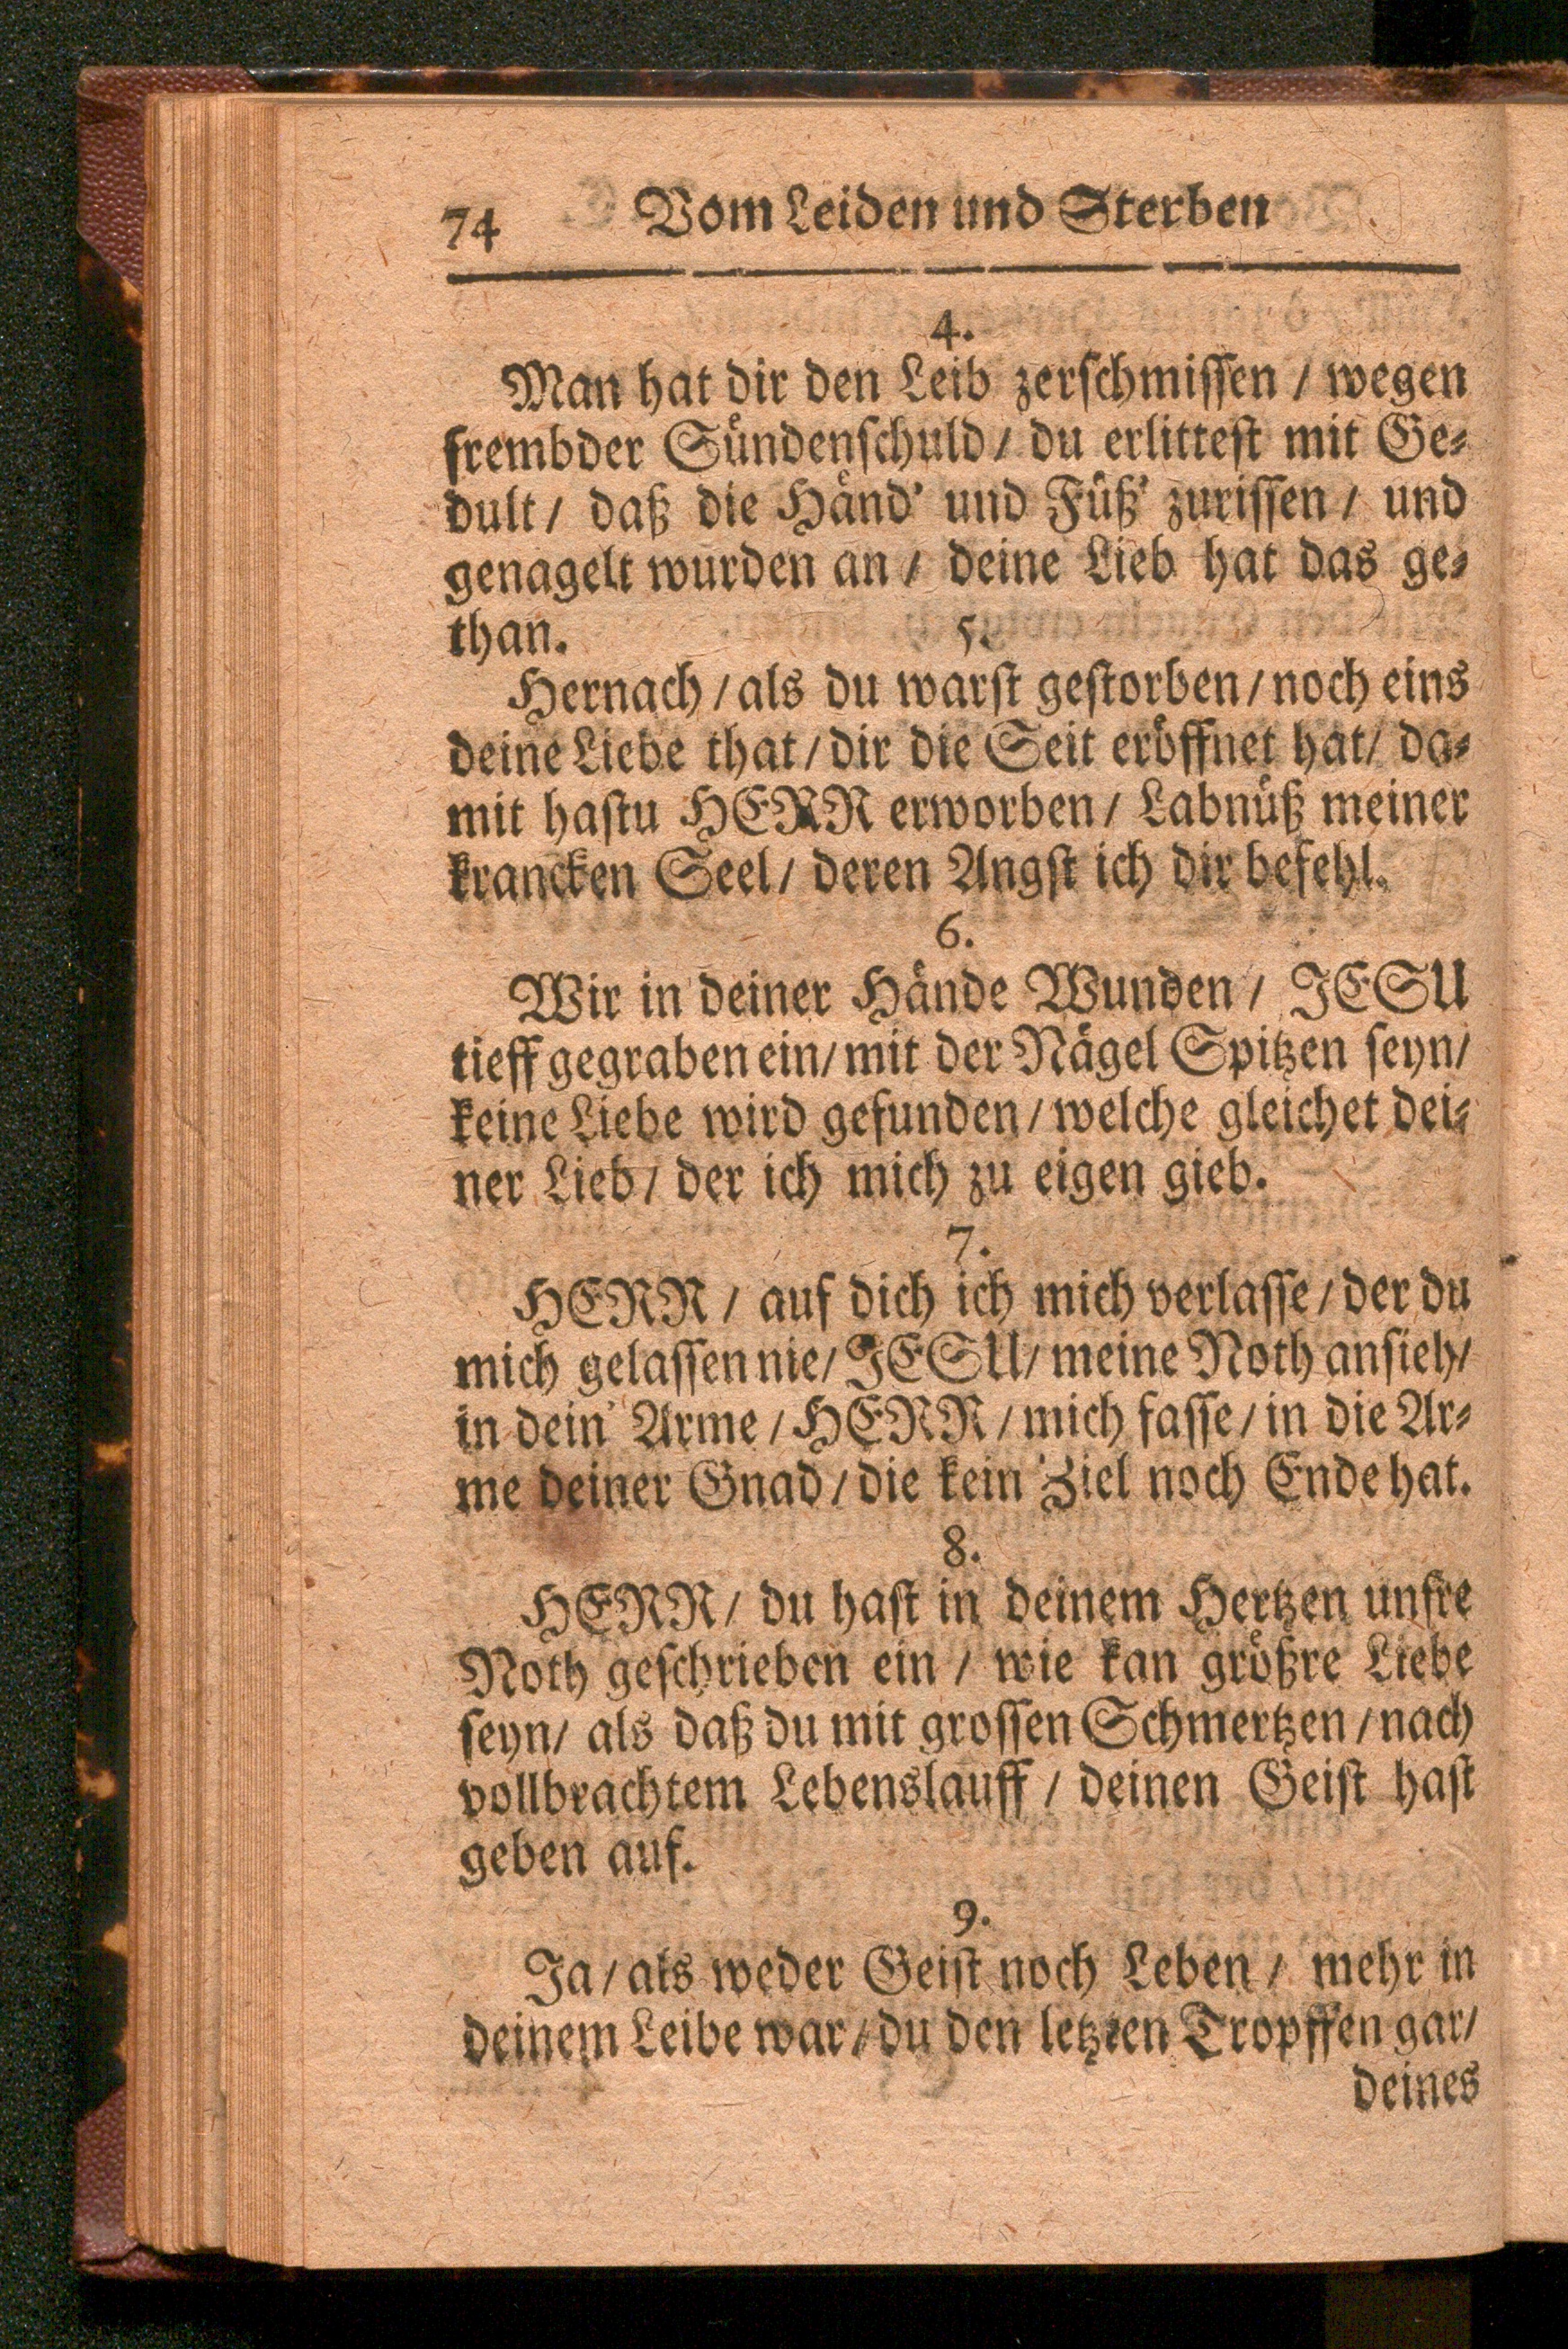 74 Vom Leiden und Sterben
4.
Man hat dir den Leib zerschmissen / wegen
frembder Sündenschuld / du erlittest mit Ge-
dult / daß die Händ' und Füß' zurissen / und
genagelt wurden an / deine Lieb hat das ge-
than. 5.
Hernach / als du warst gestorben / noch eins
deine Liebe that / dir die Seit eröffnet hat / da-
mit hastu HERR erworben / Labnüß meiner
krancken Seel / deren Angst ich dir befehl.
6.
Wir in deiner Hände Wunden / JESU
tieff gegraben ein / mit der Nägel Spitzen seyn /
keine Liebe wird gefunden / welche gleichet dei-
ner Lieb / der ich mich zu eigen gieb.
7.
HERR / auf dich ich mich verlasse / der du
mich gelassen nie / JESU / meine Noth ansieh /
in dein' Arme / HERR / mich fasse / in die Ar-
me deiner Gnad / die kein Ziel noch Ende hat.
8.
HERR / du hast in deinem Hertzen unsre
Noth geschrieben ein / wie kan größre Liebe
seyn / als daß du mit grossen Schmertzen / nach
vollbrachtem Lebenslauff / deinen Geist hast
geben auf.
9.
Ja / als weder Geist noch Leben / mehr in
deinem Leibe war / du den letzten Tropffen gar /
deines